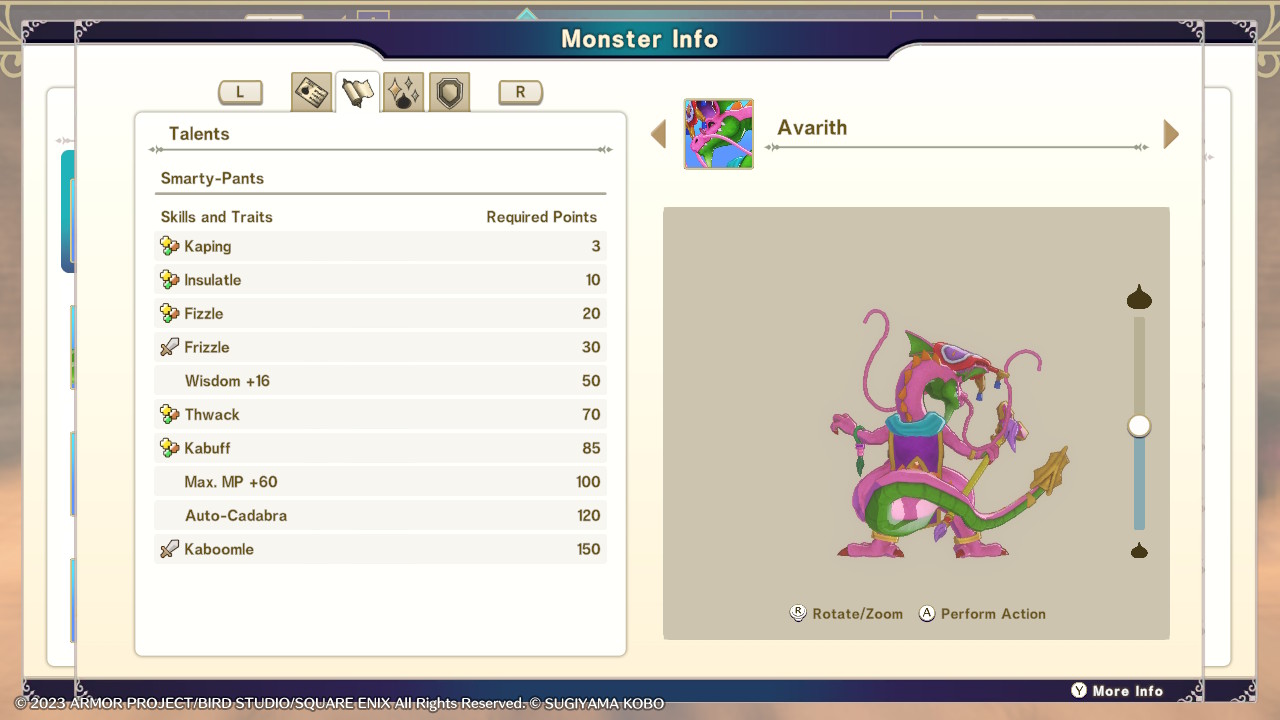 Monster Info
L
R
Talents
Smarty-Pants
Skills and Traits Required Points
Kaping 3
Insulatle 10
Fizzle 20
Frizzle 30
Wisdom +16 50
Thwack 70
Kabuff 85
Max. MP +60 100
Auto-Cadabra 120
Kaboomle 150
Avarith
R Rotate/Zoom A Perform Action
Y More Info
© 2023 ARMOR PROJECT/BIRD STUDIO/SQUARE ENIX All Rights Reserved. © SUGIYAMA KOBO